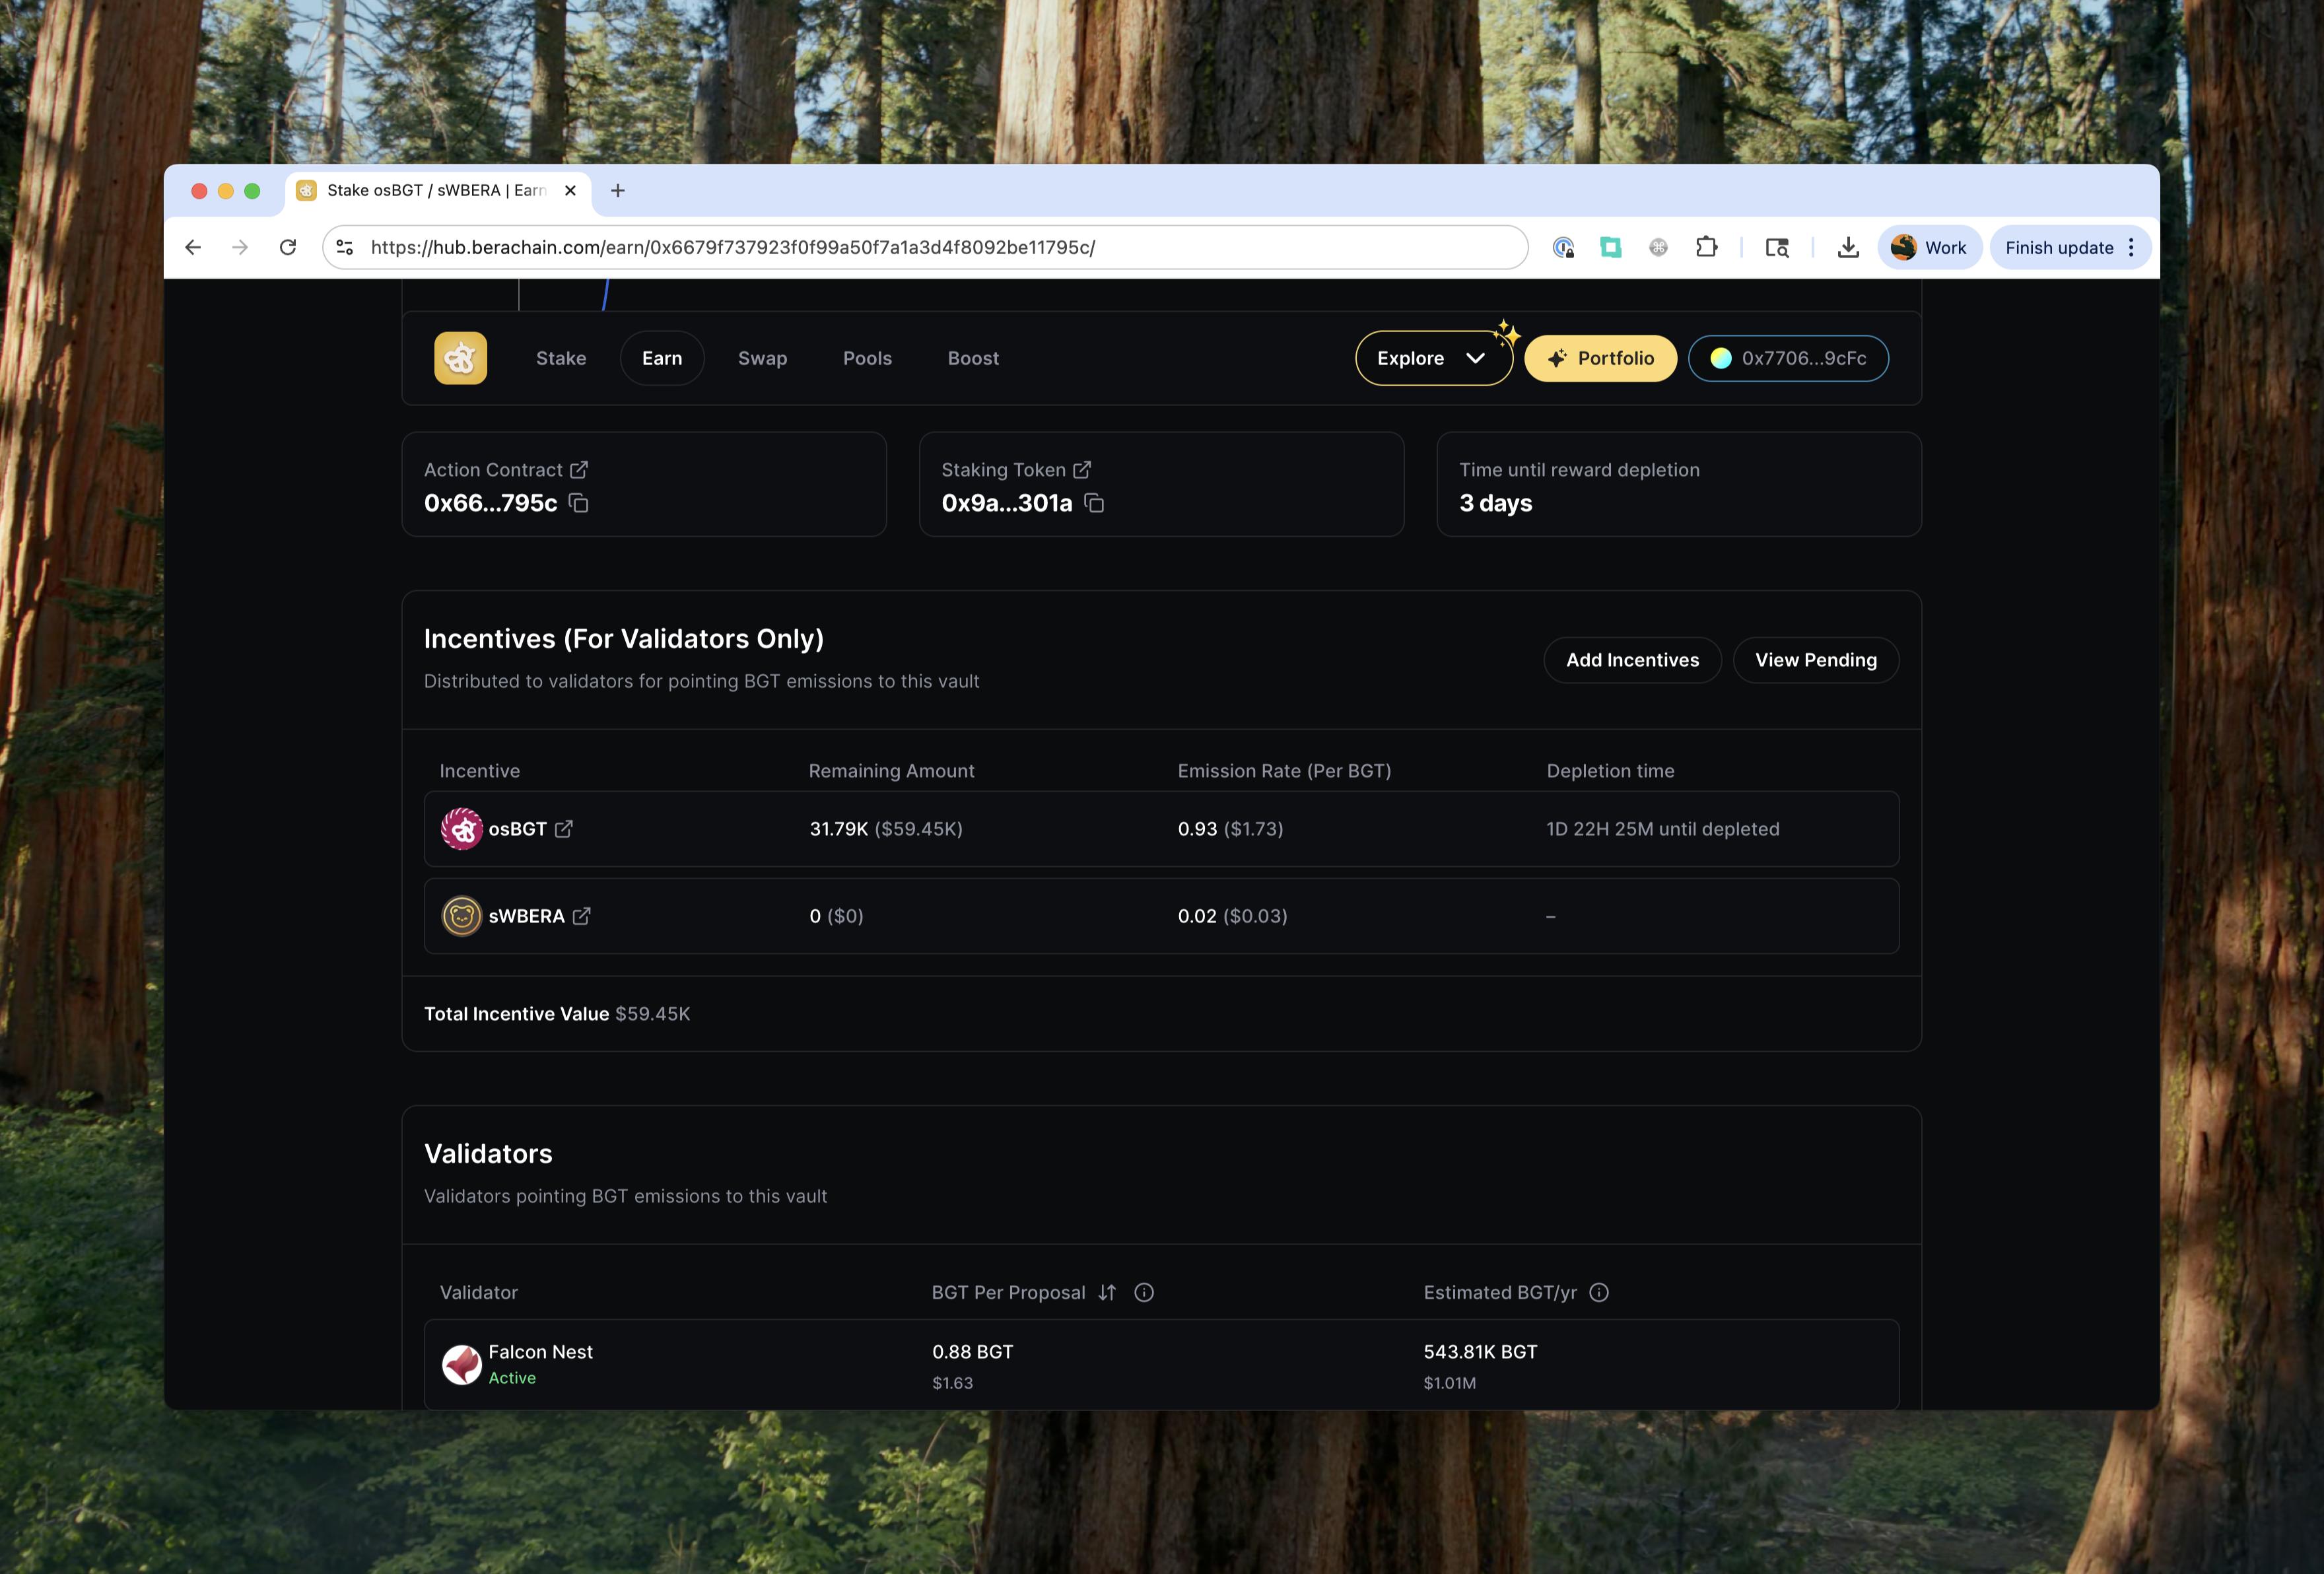 Stake osBGT / sWBERA | Earn
https://hub.berachain.com/earn/0x6679f737923f0f99a50f7a1a3d4f8092be11795c/
Work
Finish update
Stake
Earn
Swap
Pools
Boost
Explore
Portfolio
0x7706...9cFc
Action Contract
0x66...795c
Staking Token
0x9a...301a
Time until reward depletion
3 days
Incentives (For Validators Only)
Distributed to validators for pointing BGT emissions to this vault
Add Incentives
View Pending
Incentive Remaining Amount Emission Rate (Per BGT) Depletion time
osBGT 31.79K ($59.45K) 0.93 ($1.73) 1D 22H 25M until depleted
sWBERA 0 ($0) 0.02 ($0.03) –
Total Incentive Value $59.45K
Validators
Validators pointing BGT emissions to this vault
Validator BGT Per Proposal Estimated BGT/yr
Falcon Nest 0.88 BGT 543.81K BGT
Active $1.63 $1.01M